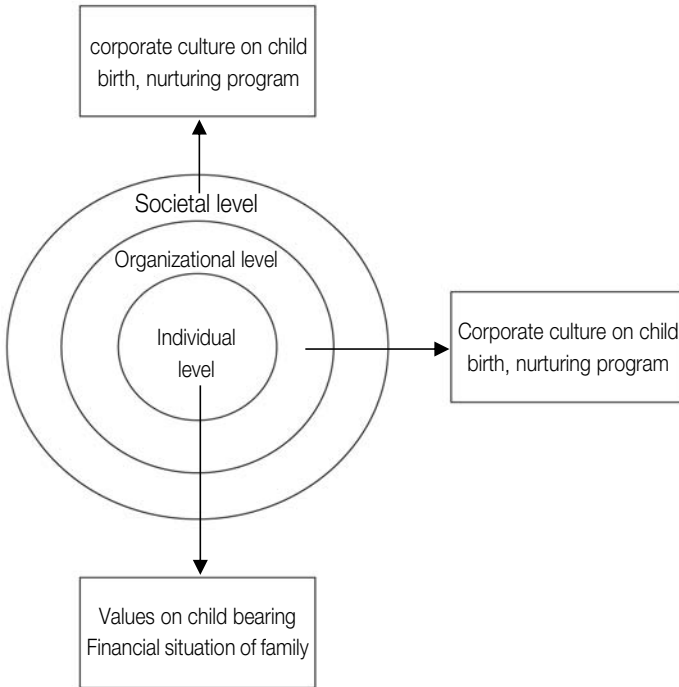 corporate culture on child
birth, nurturing program
Societal level
Organizational level
Individual
level
Corporate culture on child
birth, nurturing program
Values on child bearing
Financial situation of family